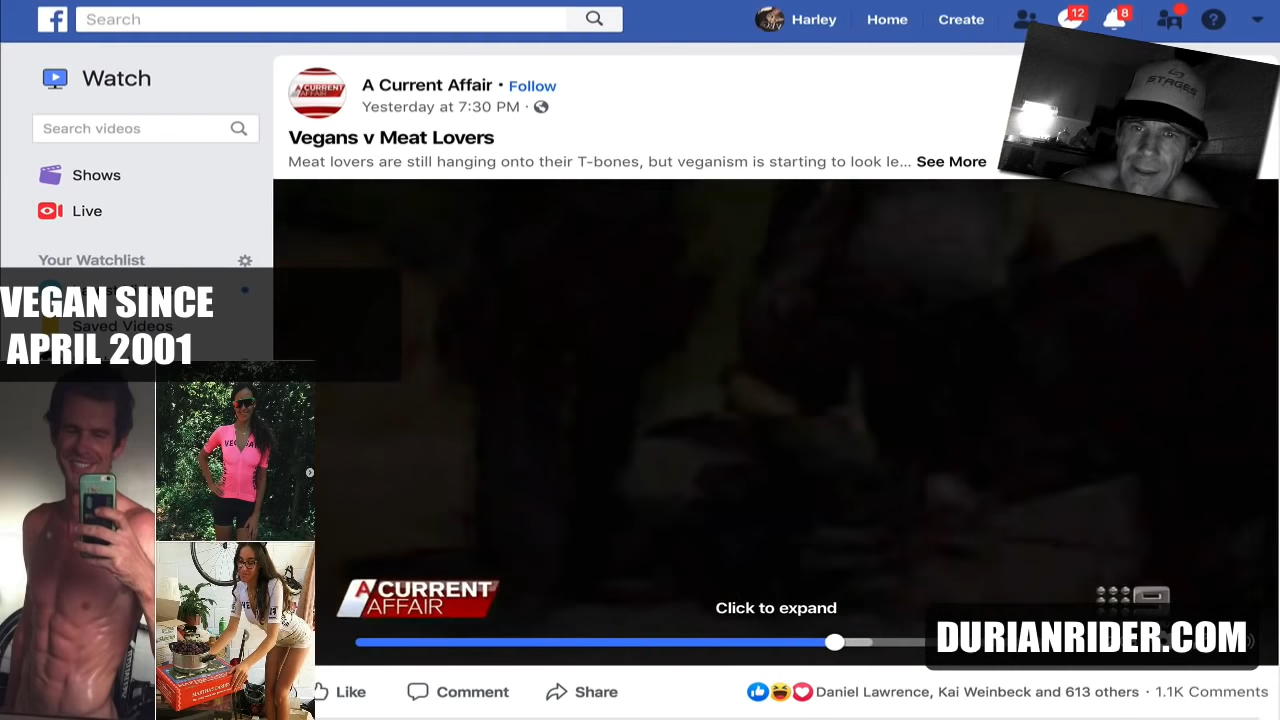 Search
Harley
Home
Create
12
8
Watch
Search videos
Shows
Live
Your Watchlist
Saved Videos
A Current Affair · Follow
Yesterday at 7:30 PM ·
Vegans v Meat Lovers
Meat lovers are still hanging onto their T-bones, but veganism is starting to look le... See More
STAGES
VEGAN SINCE
APRIL 2001
A CURRENT
AFFAIR
Click to expand
DURIANRIDER.COM
Like
Comment
Share
Daniel Lawrence, Kai Weinbeck and 613 others · 1.1K Comments